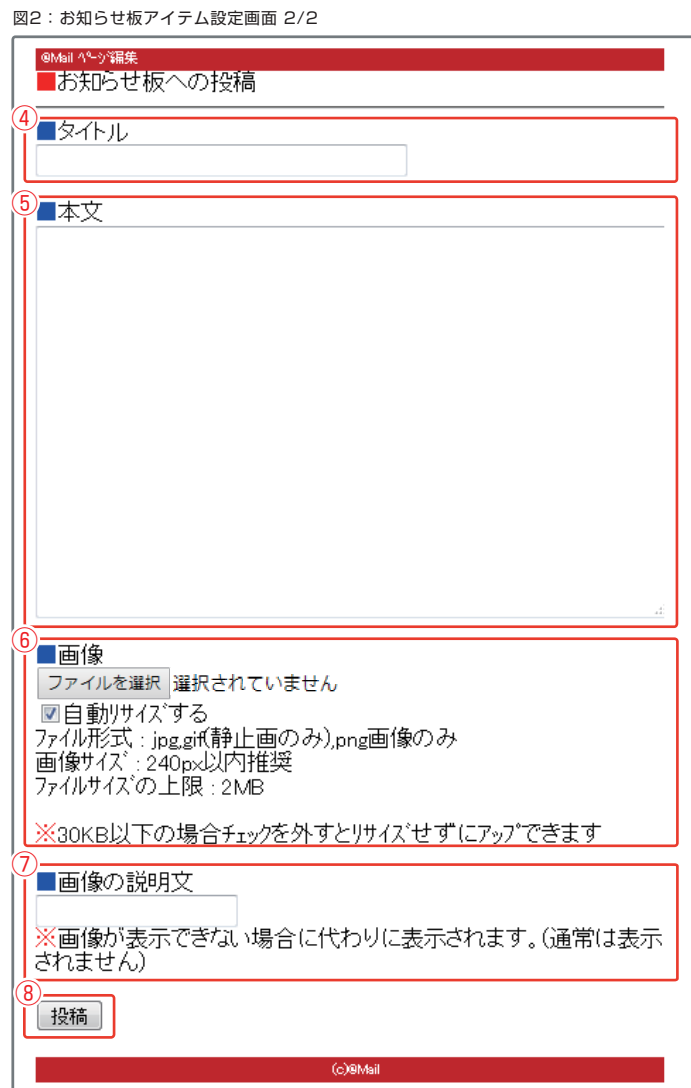 図2：お知らせ板アイテム設定画面 2/2
@Mail ﾍﾟｰｼﾞ編集
■お知らせ板への投稿
④
■タイトル
⑤
■本文
⑥
■画像
ファイルを選択 選択されていません
自動ﾘｻｲｽﾞする
ﾌｧｲﾙ形式 : jpg,gif(静止画のみ),png画像のみ
画像ｻｲｽﾞ : 240px以内推奨
ﾌｧｲﾙｻｲｽﾞの上限 : 2MB
※30KB以下の場合ﾁｪｯｸを外すとﾘｻｲｽﾞせずにｱｯﾌﾟできます
⑦
■画像の説明文
※画像が表示できない場合に代わりに表示されます。(通常は表示
されません)
⑧
投稿
(c)@Mail